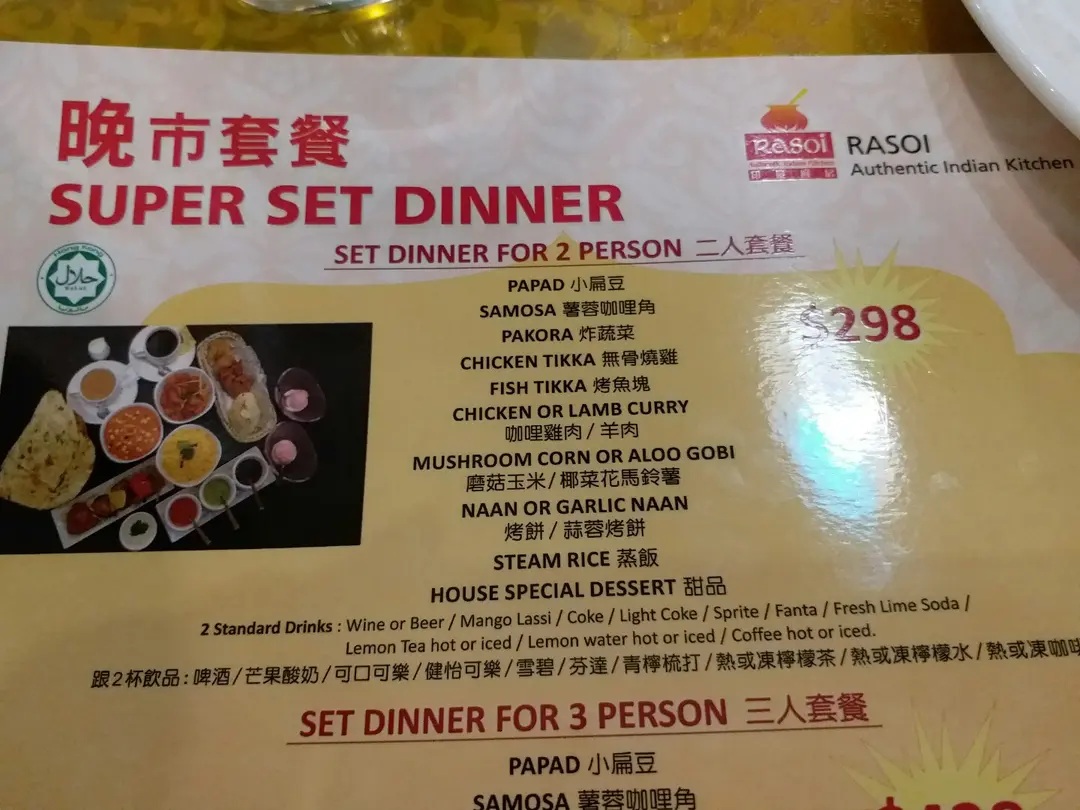 晚市套餐
SUPER SET DINNER
Rasoi
RASOI
Authentic Indian Kitchen
Hong Kong
حلال
Halal
SET DINNER FOR 2 PERSON 二人套餐
$298
PAPAD 小扁豆
SAMOSA 薯蓉咖喱角
PAKORA 炸蔬菜
CHICKEN TIKKA 無骨燒雞
FISH TIKKA 烤魚塊
CHICKEN OR LAMB CURRY
咖哩雞肉 / 羊肉
MUSHROOM CORN OR ALOO GOBI
磨菇玉米 / 椰菜花馬鈴薯
NAAN OR GARLIC NAAN
烤餅 / 蒜蓉烤餅
STEAM RICE 蒸飯
HOUSE SPECIAL DESSERT 甜品
2 Standard Drinks : Wine or Beer / Mango Lassi / Coke / Light Coke / Sprite / Fanta / Fresh Lime Soda /
Lemon Tea hot or iced / Lemon water hot or iced / Coffee hot or iced.
跟2杯飲品 : 啤酒 / 芒果酸奶 / 可口可樂 / 健怡可樂 / 雪碧 / 芬達 / 青檸梳打 / 熱或凍檸檬茶 / 熱或凍檸檬水 / 熱或凍咖啡
SET DINNER FOR 3 PERSON 三人套餐
PAPAD 小扁豆
SAMOSA 薯蓉咖哩角